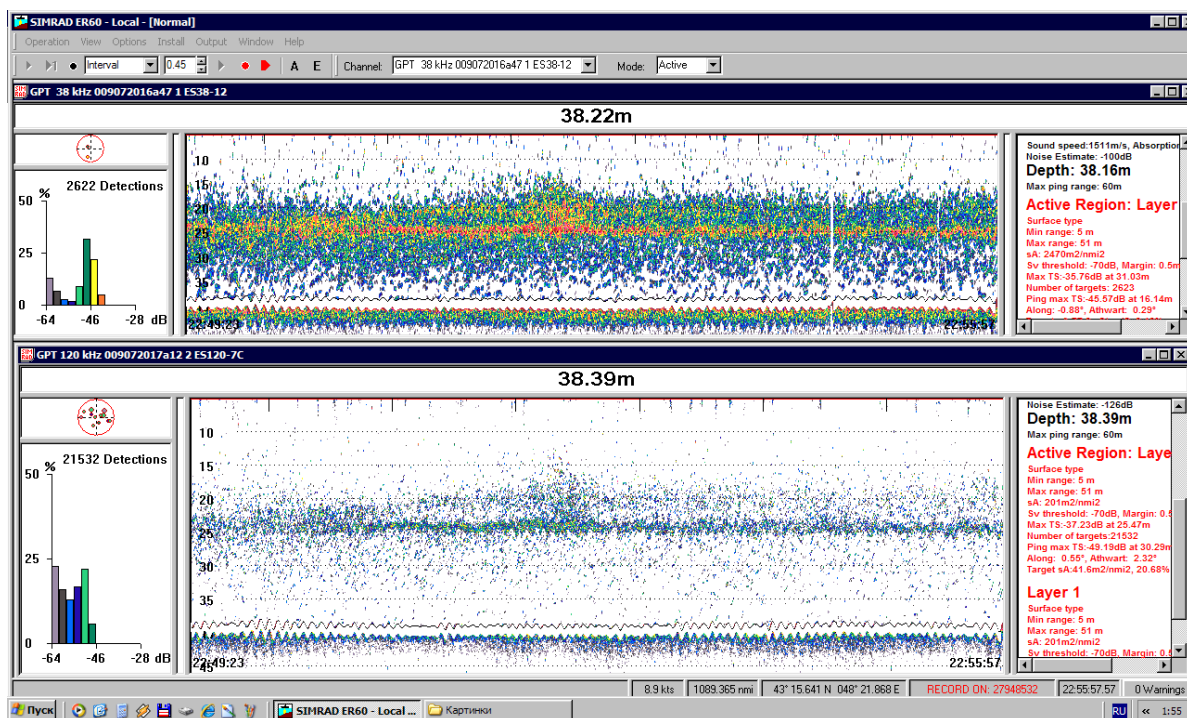 SIMRAD ER60 - Local - [Normal]
Operation View Options Install Output Window Help
Interval 0.45 A E Channel: GPT 38 kHz 009072016a47 1 ES38-12 Mode: Active
GPT 38 kHz 009072016a47 1 ES38-12
38.22m
2622 Detections
%
50
25
0
-64 -46 -28 dB
10
15
20
25
30
35
22:49:23 22:55:57
Sound speed:1511m/s, Absorption
Noise Estimate: -100dB
Depth: 38.16m
Max ping range: 60m
Active Region: Layer
Surface type
Min range: 5 m
Max range: 51 m
sA: 2470m2/nmi2
Sv threshold: -70dB, Margin: 0.5m
Max TS:-35.76dB at 31.03m
Number of targets: 2623
Ping max TS:-45.57dB at 16.14m
Along: -0.88°, Athwart: 0.29°
GPT 120 kHz 009072017a12 2 ES120-7C
38.39m
21532 Detections
%
50
25
0
-64 -46 -28 dB
10
15
20
25
30
35
45
22:49:23 22:55:57
Noise Estimate: -126dB
Depth: 38.39m
Max ping range: 60m
Active Region: Laye
Surface type
Min range: 5 m
Max range: 51 m
sA: 201m2/nmi2
Sv threshold: -70dB, Margin: 0.5
Max TS:-37.23dB at 25.47m
Number of targets:21532
Ping max TS:-49.19dB at 30.29m
Along: 0.55°, Athwart: 2.32°
Target sA:41.6m2/nmi2, 20.68%
Layer 1
Surface type
Min range: 5 m
Max range: 51 m
sA: 201m2/nmi2
Sv threshold: -70dB, Margin: 0.5
8.9 kts 1089.365 nmi 43° 15.641 N 048° 21.868 E RECORD ON: 27948532 22:55:57.57 0 Warnings
Пуск SIMRAD ER60 - Local ... Картинки RU « 1:55